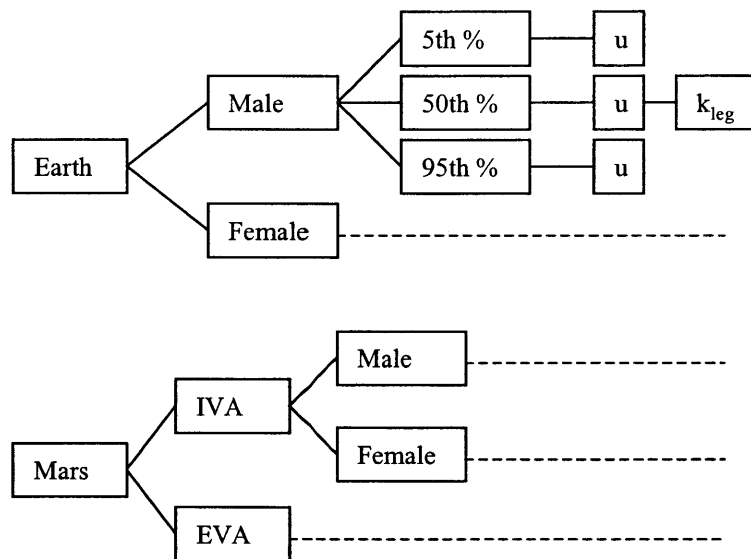 5th % u
Male 50th % u k_leg
Earth 95th % u
Female
Male
IVA
Mars Female
EVA